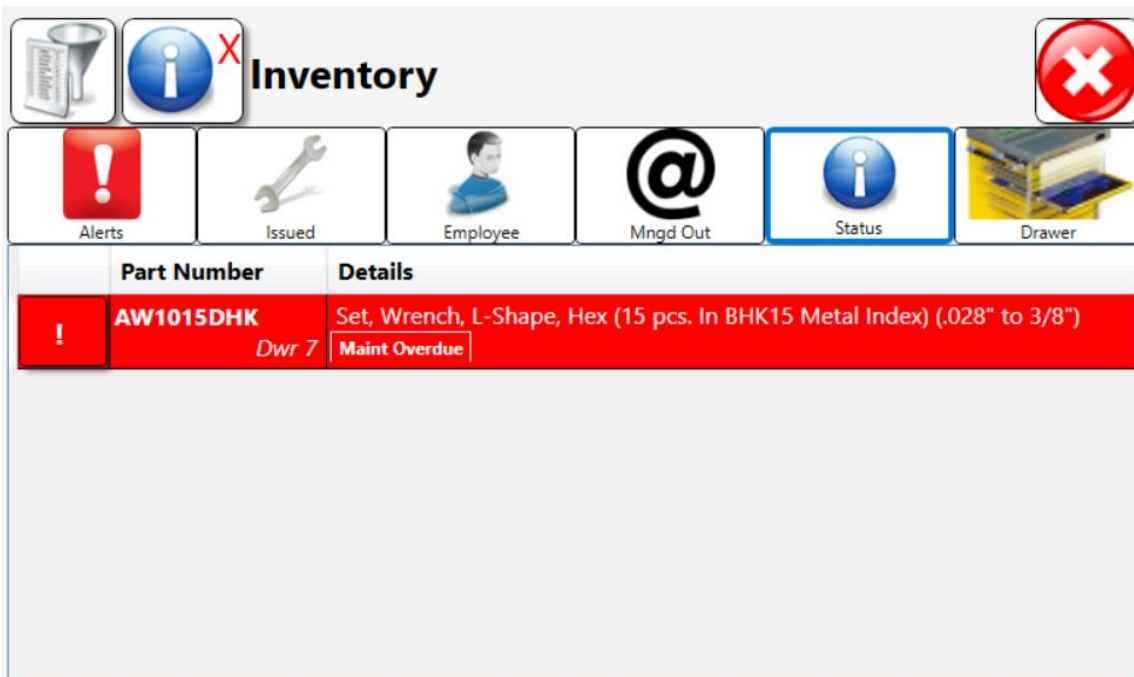 X
Inventory
!
Alerts
Issued
Employee
@
Mngd Out
i
Status
Drawer
Part Number Details
! AW1015DHK Set, Wrench, L-Shape, Hex (15 pcs. In BHK15 Metal Index) (.028" to 3/8")
Dwr 7 Maint Overdue